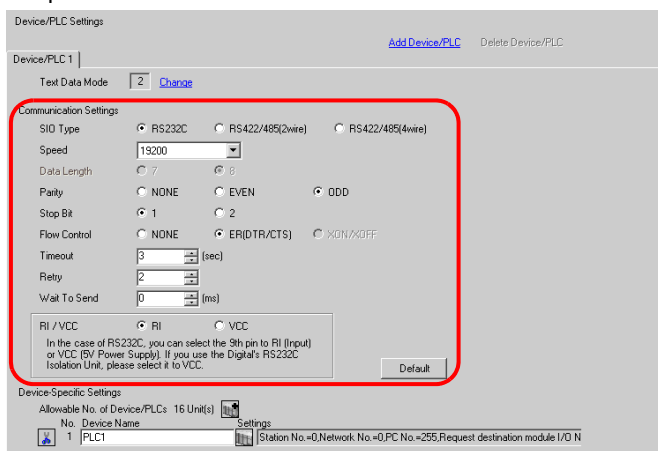 Device/PLC Settings
Add Device/PLC Delete Device/PLC
Device/PLC 1
Text Data Mode 2 Change
Communication Settings
SIO Type RS232C RS422/485(2wire) RS422/485(4wire)
Speed 19200
Data Length 7 8
Parity NONE EVEN ODD
Stop Bit 1 2
Flow Control NONE ER(DTR/CTS) XON/XOFF
Timeout 3 (sec)
Retry 2
Wait To Send 0 (ms)
RI / VCC RI VCC
In the case of RS232C, you can select the 9th pin to RI (Input)
or VCC (5V Power Supply). If you use the Digital's RS232C
Isolation Unit, please select it to VCC.
Default
Device-Specific Settings
Allowable No. of Device/PLCs 16 Unit(s)
No. Device Name Settings
1 PLC1 Station No.=0,Network No.=0,PC No.=255,Request destination module I/O N